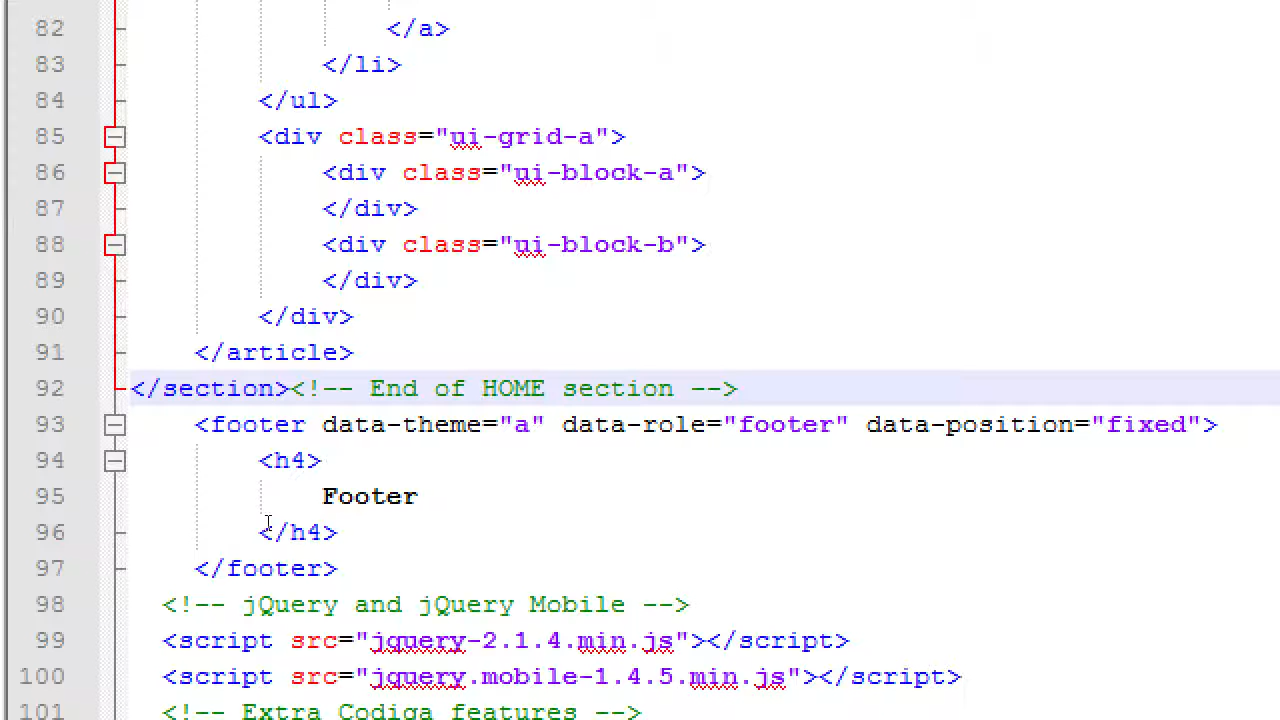 82 </a>
83 </li>
84 </ul>
85 <div class="ui-grid-a">
86 <div class="ui-block-a">
87 </div>
88 <div class="ui-block-b">
89 </div>
90 </div>
91 </article>
92 </section><!-- End of HOME section -->
93 <footer data-theme="a" data-role="footer" data-position="fixed">
94 <h4>
95 Footer
96 </h4>
97 </footer>
98 <!-- jQuery and jQuery Mobile -->
99 <script src="jquery-2.1.4.min.js"></script>
100 <script src="jquery.mobile-1.4.5.min.js"></script>
101 <!-- Extra Codiga features -->